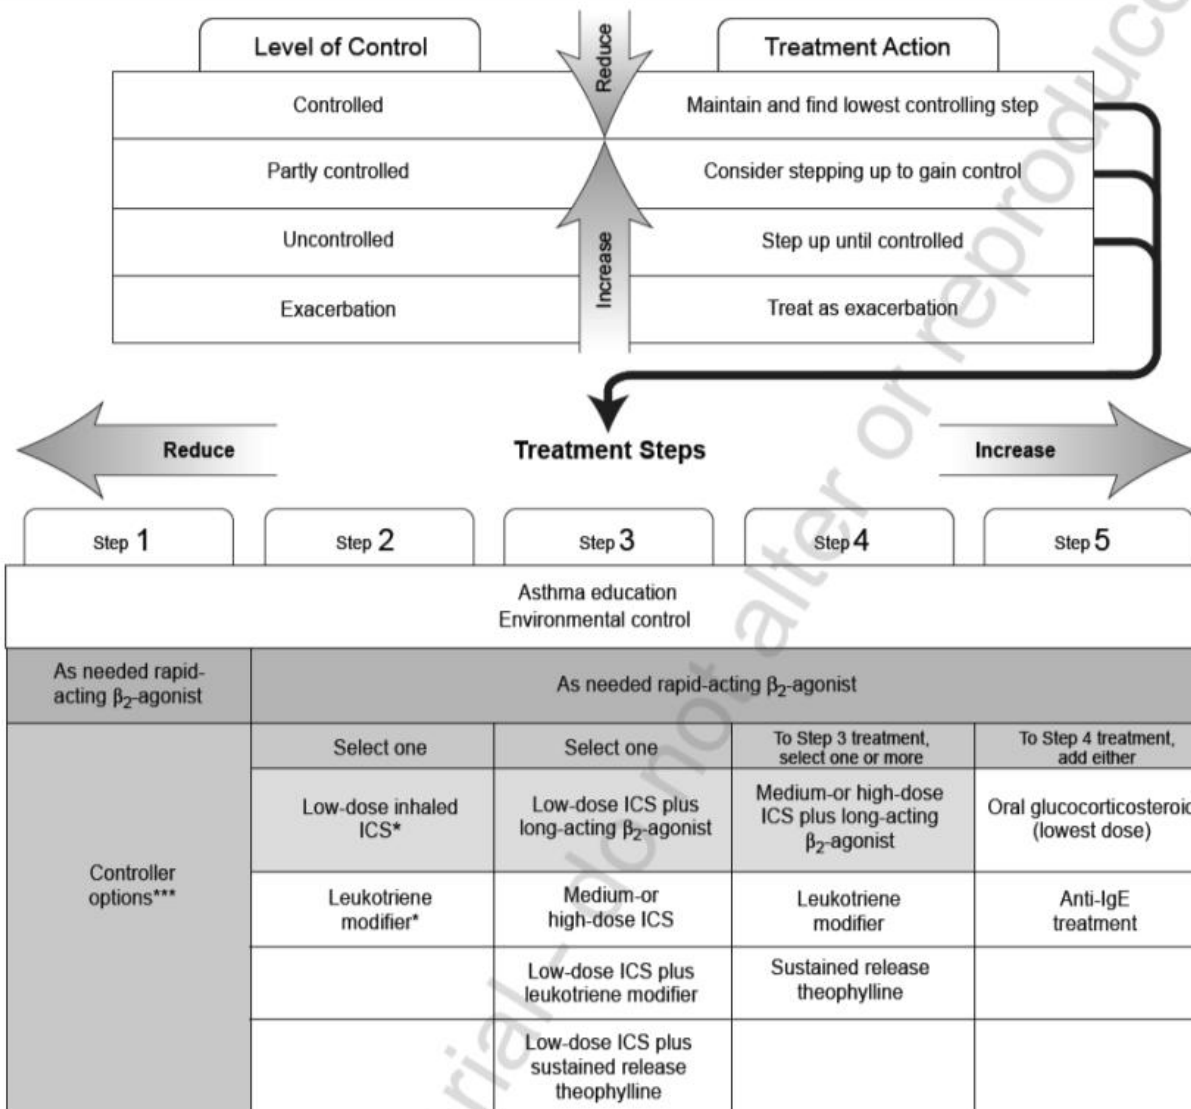 Level of Control
Reduce
Treatment Action
Controlled
Maintain and find lowest controlling step
Partly controlled
Consider stepping up to gain control
Uncontrolled
Increase
Step up until controlled
Exacerbation
Treat as exacerbation
Reduce
Treatment Steps
Increase
Step 1
Step 2
Step 3
Step 4
Step 5
Asthma education
Environmental control
As needed rapid-
acting β2-agonist
As needed rapid-acting β2-agonist
Controller
options***
Select one
Select one
To Step 3 treatment,
select one or more
To Step 4 treatment,
add either
Low-dose inhaled
ICS*
Low-dose ICS plus
long-acting β2-agonist
Medium-or high-dose
ICS plus long-acting
β2-agonist
Oral glucocorticosteroid
(lowest dose)
Leukotriene
modifier*
Medium-or
high-dose ICS
Leukotriene
modifier
Anti-IgE
treatment
Low-dose ICS plus
leukotriene modifier
Sustained release
theophylline
Low-dose ICS plus
sustained release
theophylline
rial - do not alter or reproduce